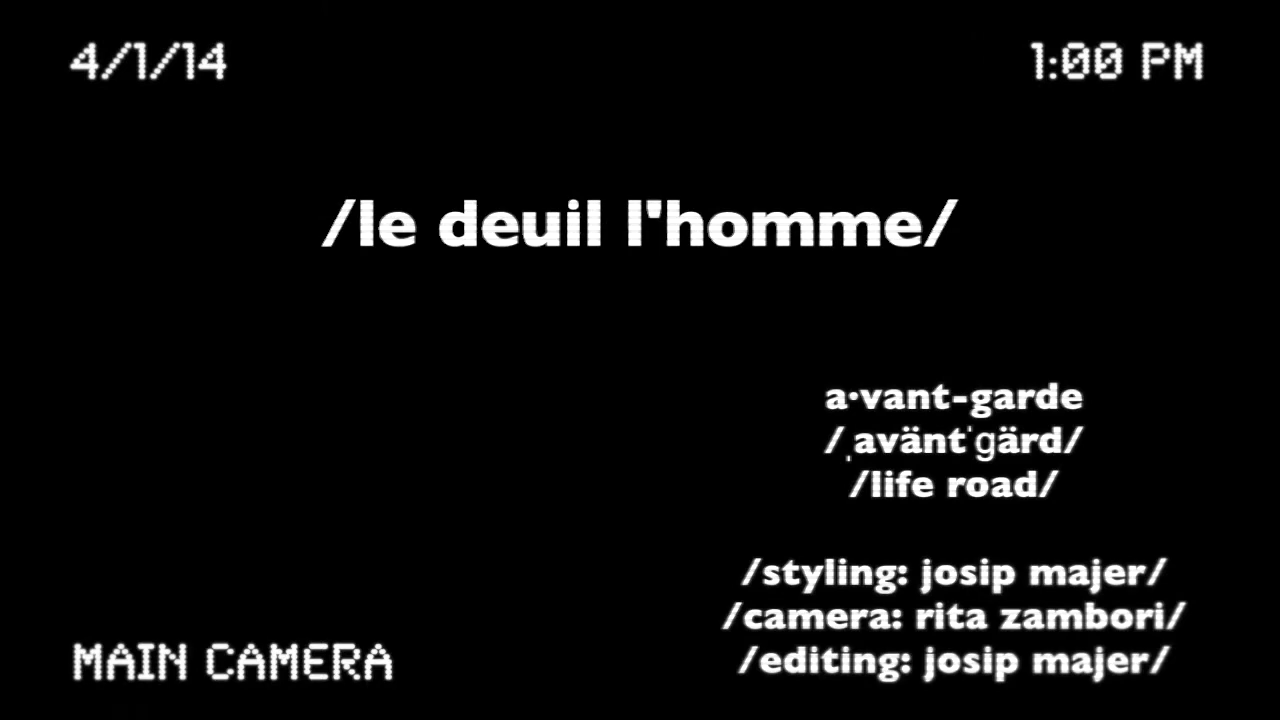 4/1/14
1:00 PM
/le deuil l'homme/
a·vant-garde
/ˌaväntˈɡärd/
/life road/
/styling: josip majer/
/camera: rita zambori/
/editing: josip majer/
MAIN CAMERA